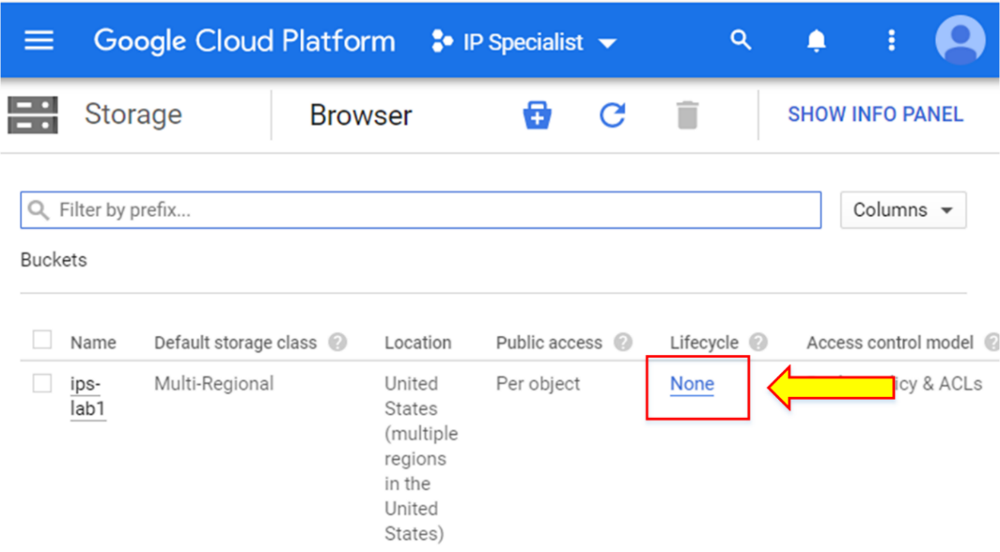 Google Cloud Platform IP Specialist
Storage Browser SHOW INFO PANEL
Filter by prefix... Columns
Buckets
Name Default storage class ? Location Public access ? Lifecycle ? Access control model ?
ips- Multi-Regional United Per object None & ACLs
lab1 States
(multiple
regions
in the
United
States)